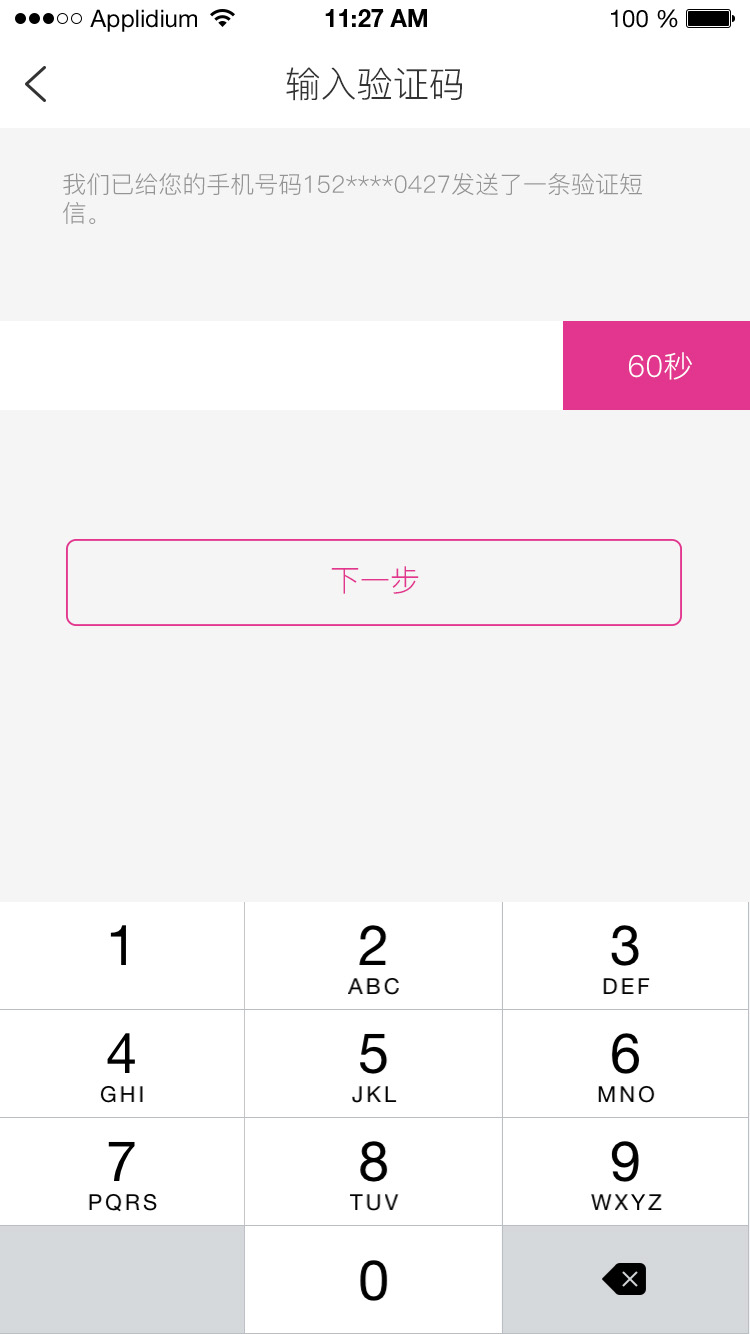 Applidium 11:27 AM 100 %
输入验证码
我们已给您的手机号码152****0427发送了一条验证短
信。
60秒
下一步
1 2 3
ABC DEF
4 5 6
GHI JKL MNO
7 8 9
PQRS TUV WXYZ
0